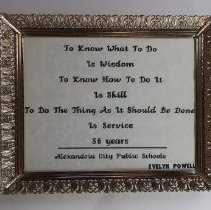 To Know What To Do
Is Wisdom
To Know How To Do It
Is Skill
To Do The Thing As It Should Be Done
Is Service
38 years
Alexandria City Public Schools
EVELYN POWELL